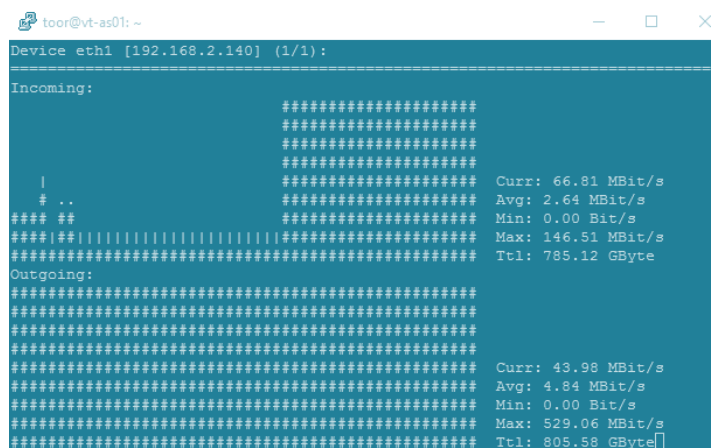 toor@vt-as01: ~
Device eth1 [192.168.2.140] (1/1):
Incoming:
Curr: 66.81 MBit/s
Avg: 2.64 MBit/s
Min: 0.00 Bit/s
Max: 146.51 MBit/s
Ttl: 785.12 GByte
Outgoing:
Curr: 43.98 MBit/s
Avg: 4.84 MBit/s
Min: 0.00 Bit/s
Max: 529.06 MBit/s
Ttl: 805.58 GByte